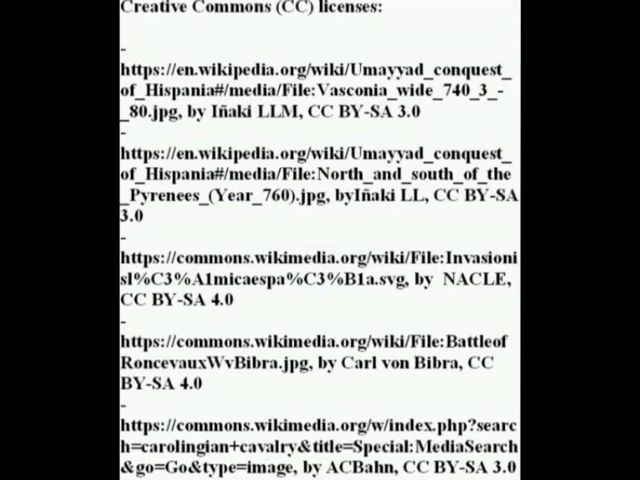 Creative Commons (CC) licenses:
-
https://en.wikipedia.org/wiki/Umayyad_conquest_
of_Hispania#/media/File:Vasconia_wide_740_3_-
_80.jpg, by Iñaki LLM, CC BY-SA 3.0
-
https://en.wikipedia.org/wiki/Umayyad_conquest_
of_Hispania#/media/File:North_and_south_of_the
_Pyrenees_(Year_760).jpg, byIñaki LL, CC BY-SA
3.0
-
https://commons.wikimedia.org/wiki/File:Invasioni
sl%C3%A1micaespa%C3%B1a.svg, by NACLE,
CC BY-SA 4.0
-
https://commons.wikimedia.org/wiki/File:Battleof
RoncevauxWvBibra.jpg, by Carl von Bibra, CC
BY-SA 4.0
-
https://commons.wikimedia.org/w/index.php?searc
h=carolingian+cavalry&title=Special:MediaSearch
&go=Go&type=image, by ACBahn, CC BY-SA 3.0